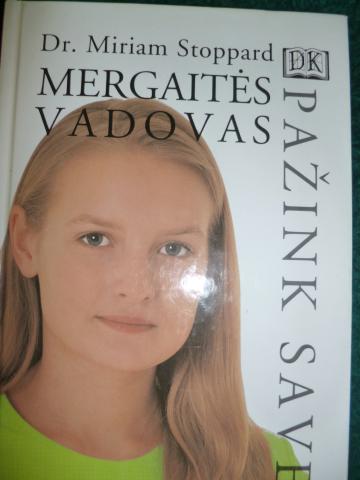 Dr. Miriam Stoppard
MERGAITĖS
VADOVAS
DK
PAŽINK SAVE